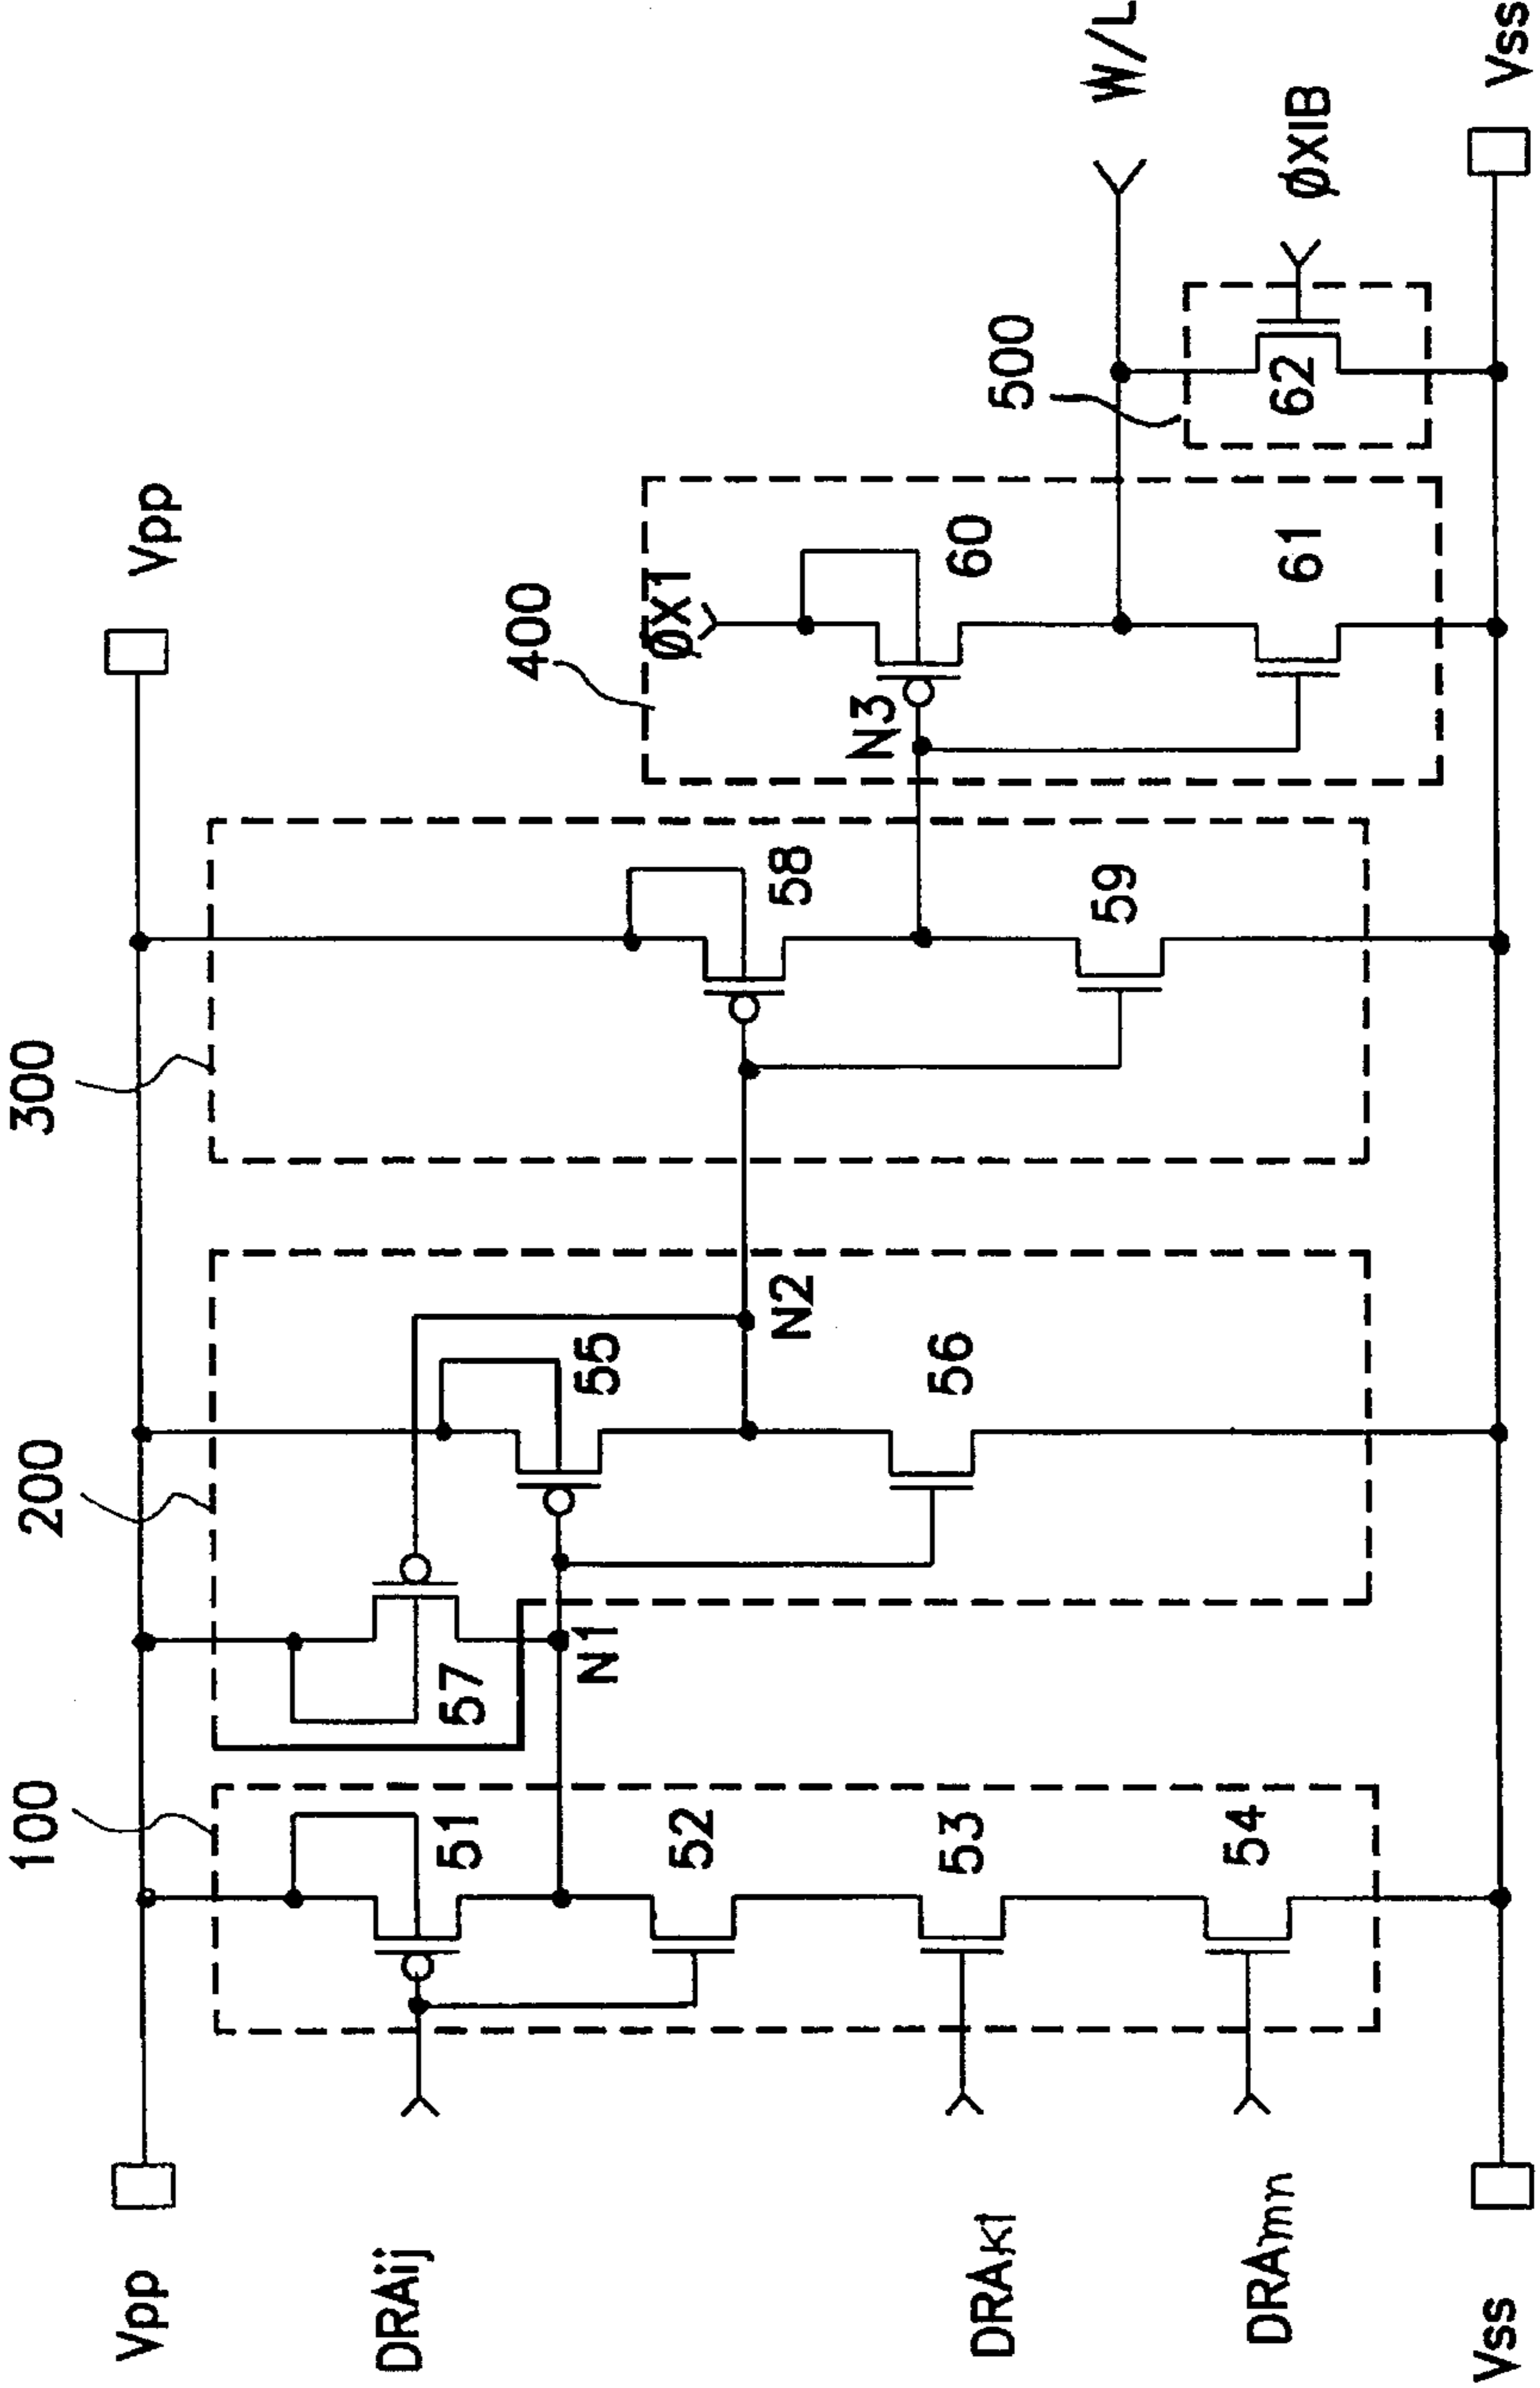 Vpp
Vpp
100
200
300
400
500
DRAij
51
57
55
58
N1
N2
N3
ØX1
60
W/L
52
53
54
56
59
61
62
ØXIB
DRAkl
DRAmn
Vss
Vss